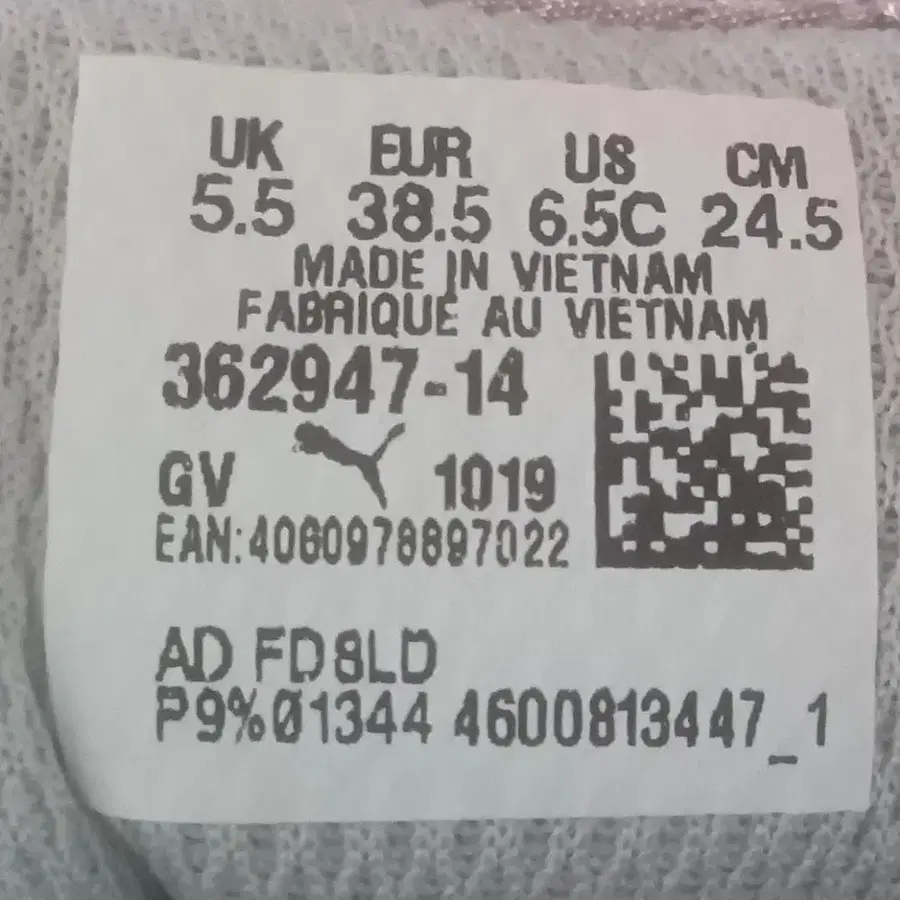 UK EUR US CM
5.5 38.5 6.5C 24.5
MADE IN VIETNAM
FABRIQUE AU VIETNAM
362947-14
GV 1019
EAN:4060978897022
AD FD8LD
P9%Ø1344 4600813447_1